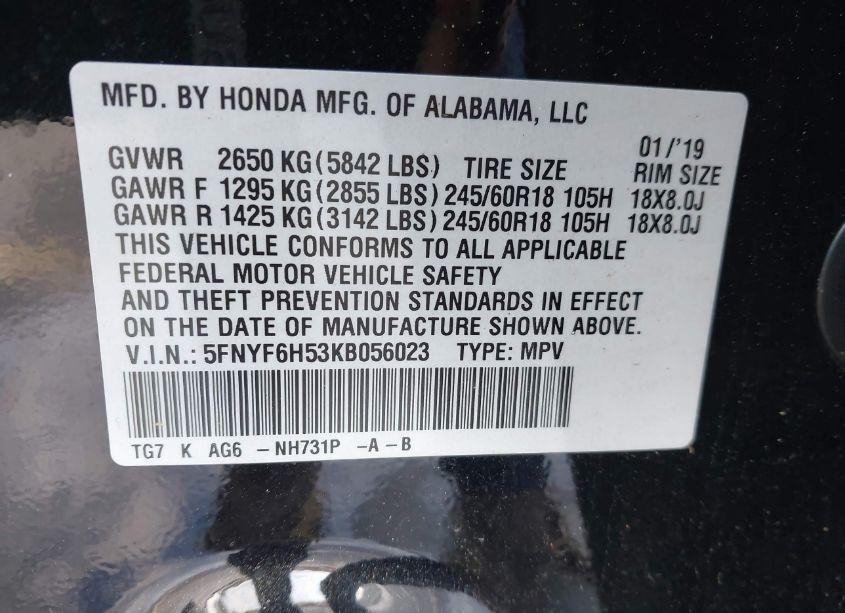 MFD. BY HONDA MFG. OF ALABAMA, LLC
01/'19
GVWR 2650 KG (5842 LBS) TIRE SIZE RIM SIZE
GAWR F 1295 KG (2855 LBS) 245/60R18 105H 18X8.0J
GAWR R 1425 KG (3142 LBS) 245/60R18 105H 18X8.0J
THIS VEHICLE CONFORMS TO ALL APPLICABLE
FEDERAL MOTOR VEHICLE SAFETY
AND THEFT PREVENTION STANDARDS IN EFFECT
ON THE DATE OF MANUFACTURE SHOWN ABOVE.
V.I.N.: 5FNYF6H53KB056023 TYPE: MPV
TG7 K AG6 – NH731P –A – B